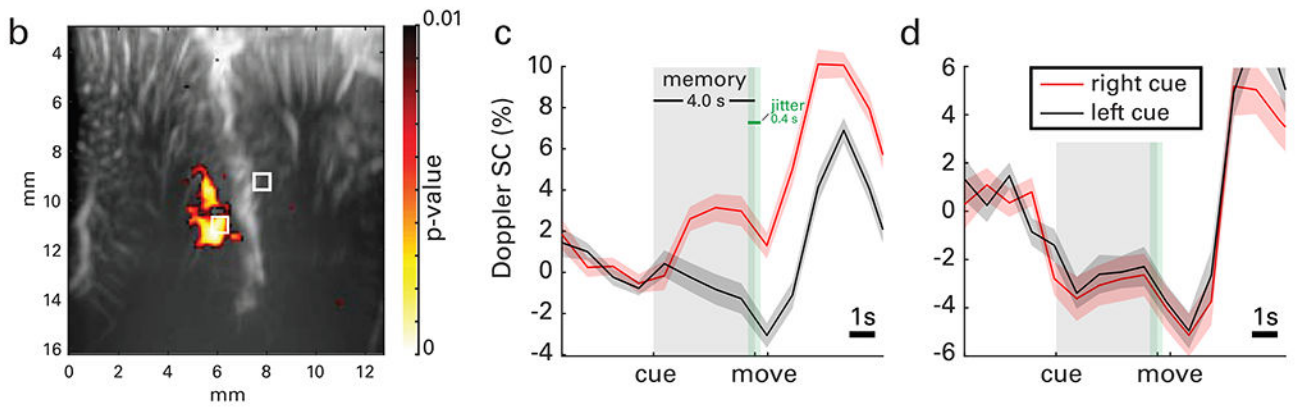 b
4
6
8
10
12
14
16
mm
0
2
4
6
8
10
12
mm
0.01
p-value
0
c
Doppler SC (%)
10
8
6
4
2
0
-2
-4
memory
4.0 s
jitter
0.4 s
1s
cue
move
d
6
4
2
0
-2
-4
-6
right cue
left cue
1s
cue
move